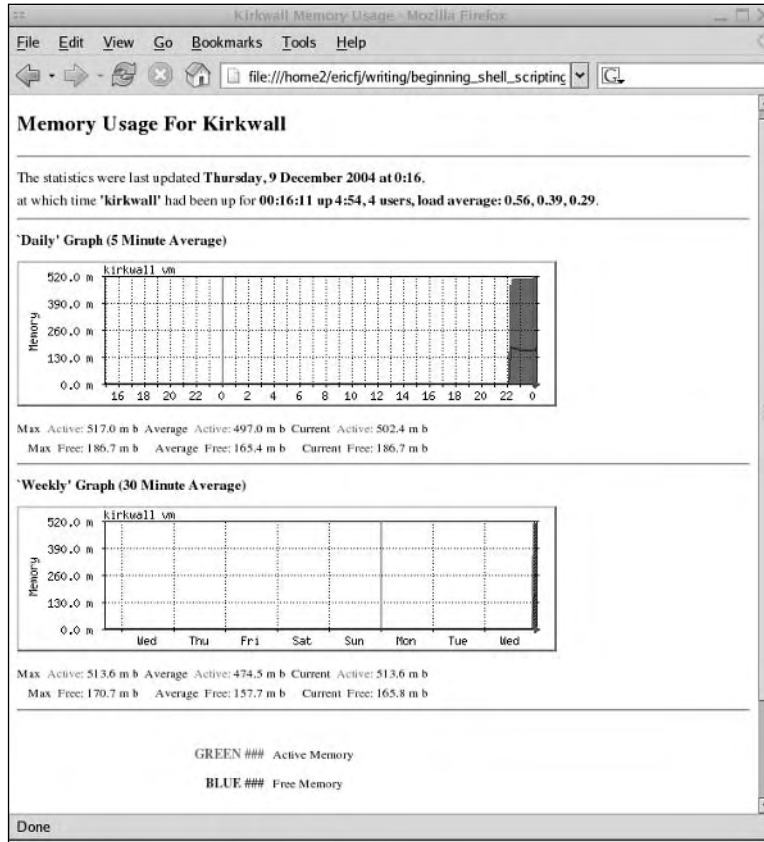 Kirkwall Memory Usage - Mozilla Firefox
File Edit View Go Bookmarks Tools Help
file:///home2/ericfj/writing/beginning_shell_scripting
G
Memory Usage For Kirkwall
The statistics were last updated Thursday, 9 December 2004 at 0:16,
at which time 'kirkwall' had been up for 00:16:11 up 4:54, 4 users, load average: 0.56, 0.39, 0.29.
`Daily' Graph (5 Minute Average)
kirkwall vm
520.0 m
390.0 m
260.0 m
130.0 m
0.0 m
Memory
16 18 20 22 0 2 4 6 8 10 12 14 16 18 20 22 0
Max Active: 517.0 m b Average Active: 497.0 m b Current Active: 502.4 m b
Max Free: 186.7 m b Average Free: 165.4 m b Current Free: 186.7 m b
`Weekly' Graph (30 Minute Average)
kirkwall vm
520.0 m
390.0 m
260.0 m
130.0 m
0.0 m
Memory
Wed Thu Fri Sat Sun Mon Tue Wed
Max Active: 513.6 m b Average Active: 474.5 m b Current Active: 513.6 m b
Max Free: 170.7 m b Average Free: 157.7 m b Current Free: 165.8 m b
GREEN ### Active Memory
BLUE ### Free Memory
Done